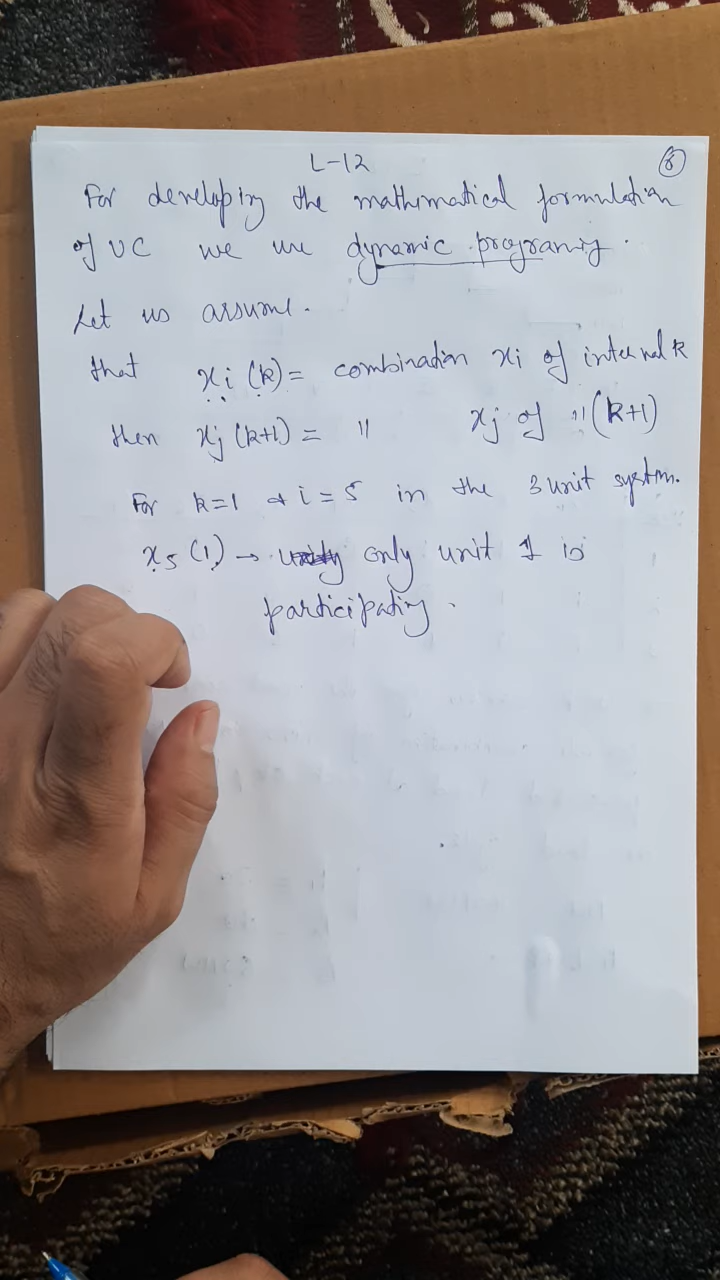 L-12
6
For developing the mathematical formulation
of UC we use dynamic programing.
Let us assume.
that xi (k) = combination xi of interval k
then xj (k+1) = " xj of " (k+1)
For k=1 & i=5 in the 3 unit system.
x5 (1) → only unit 1 is
participating.